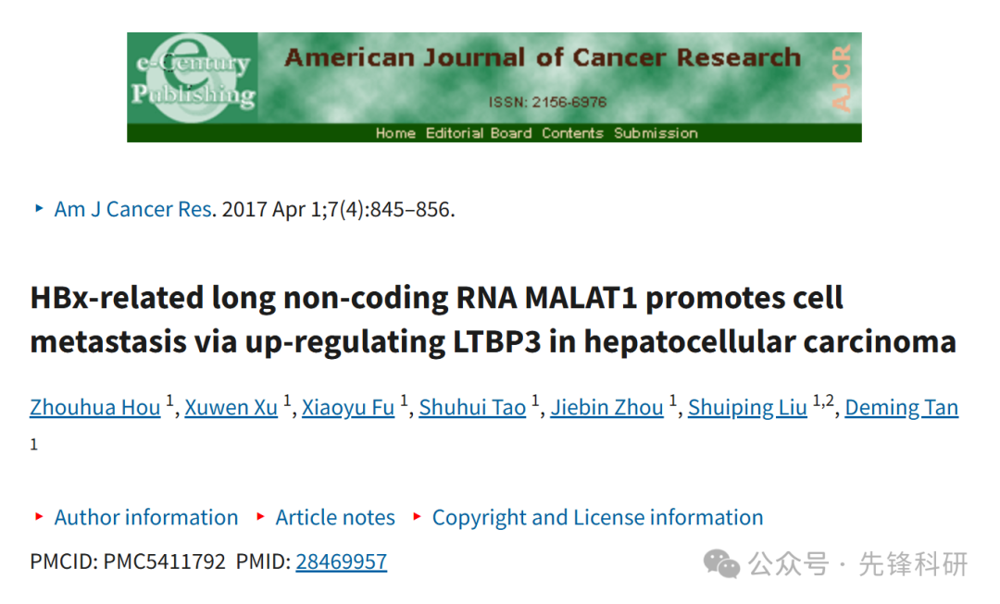 e-Century
Publishing
American Journal of Cancer Research
ISSN: 2156-6976
AJCR
Home Editorial Board Contents Submission
Am J Cancer Res. 2017 Apr 1;7(4):845–856.
HBx-related long non-coding RNA MALAT1 promotes cell
metastasis via up-regulating LTBP3 in hepatocellular carcinoma
Zhouhua Hou 1, Xuwen Xu 1, Xiaoyu Fu 1, Shuhui Tao 1, Jiebin Zhou 1, Shuiping Liu 1,2, Deming Tan
1
Author information Article notes Copyright and License information
PMCID: PMC5411792 PMID: 28469957
公众号 · 先锋科研